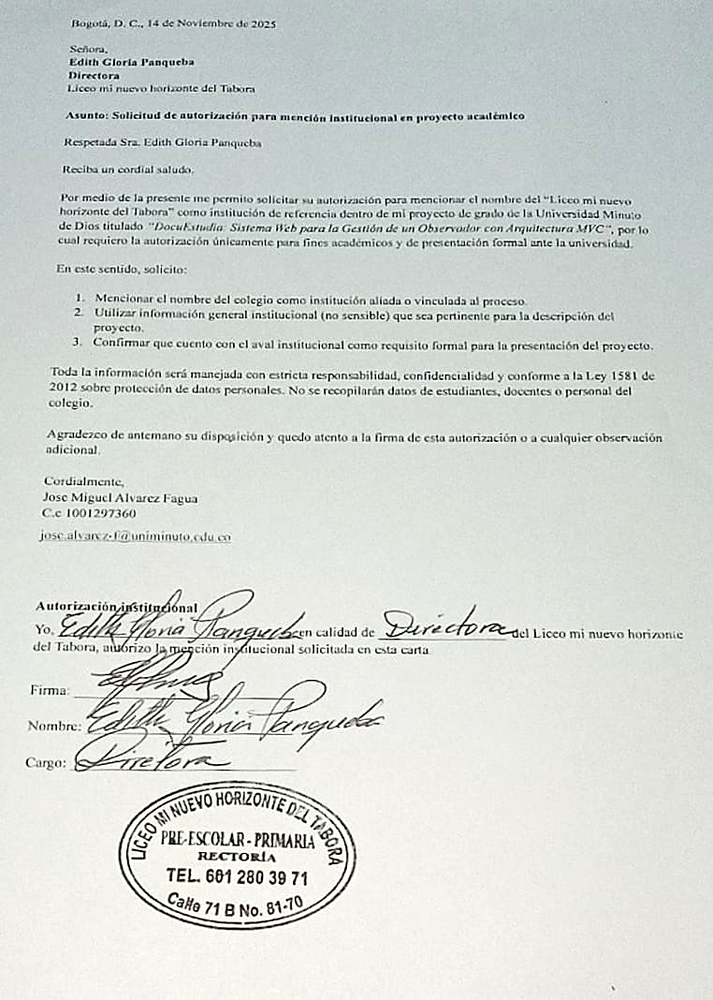 Bogotá, D. C., 14 de Noviembre de 2025
Señora,
Edith Gloria Panqueba
Directora
Liceo mi nuevo horizonte del Tabora
Asunto: Solicitud de autorización para mención institucional en proyecto académico
Respetada Sra. Edith Gloria Panqueba
Reciba un cordial saludo.
Por medio de la presente me permito solicitar su autorización para mencionar el nombre del "Liceo mi nuevo
horizonte del Tabora" como institución de referencia dentro de mi proyecto de grado de la Universidad Minuto
de Dios titulado "DocuEstudia: Sistema Web para la Gestión de un Observador con Arquitectura MVC", por lo
cual requiero la autorización únicamente para fines académicos y de presentación formal ante la universidad.
En este sentido, solicito:
1. Mencionar el nombre del colegio como institución aliada o vinculada al proceso.
2. Utilizar información general institucional (no sensible) que sea pertinente para la descripción del
proyecto.
3. Confirmar que cuento con el aval institucional como requisito formal para la presentación del proyecto.
Toda la información será manejada con estricta responsabilidad, confidencialidad y conforme a la Ley 1581 de
2012 sobre protección de datos personales. No se recopilarán datos de estudiantes, docentes o personal del
colegio.
Agradezco de antemano su disposición y quedo atento a la firma de esta autorización o a cualquier observación
adicional.
Cordialmente,
Jose Miguel Alvarez Fagua
C.c 1001297360
jose.alvarez-f@uniminuto.edu.co
Autorización institucional
Yo, Edith Gloria Panqueba en calidad de Directora del Liceo mi nuevo horizonte
del Tabora, autorizo la mención institucional solicitada en esta carta
Firma:
Nombre: Edith Gloria Panqueba
Cargo: Diretora
LICEO MI NUEVO HORIZONTE DEL TABORA
PRE-ESCOLAR - PRIMARIA
RECTORÍA
TEL. 601 280 39 71
Calle 71 B No. 81-70